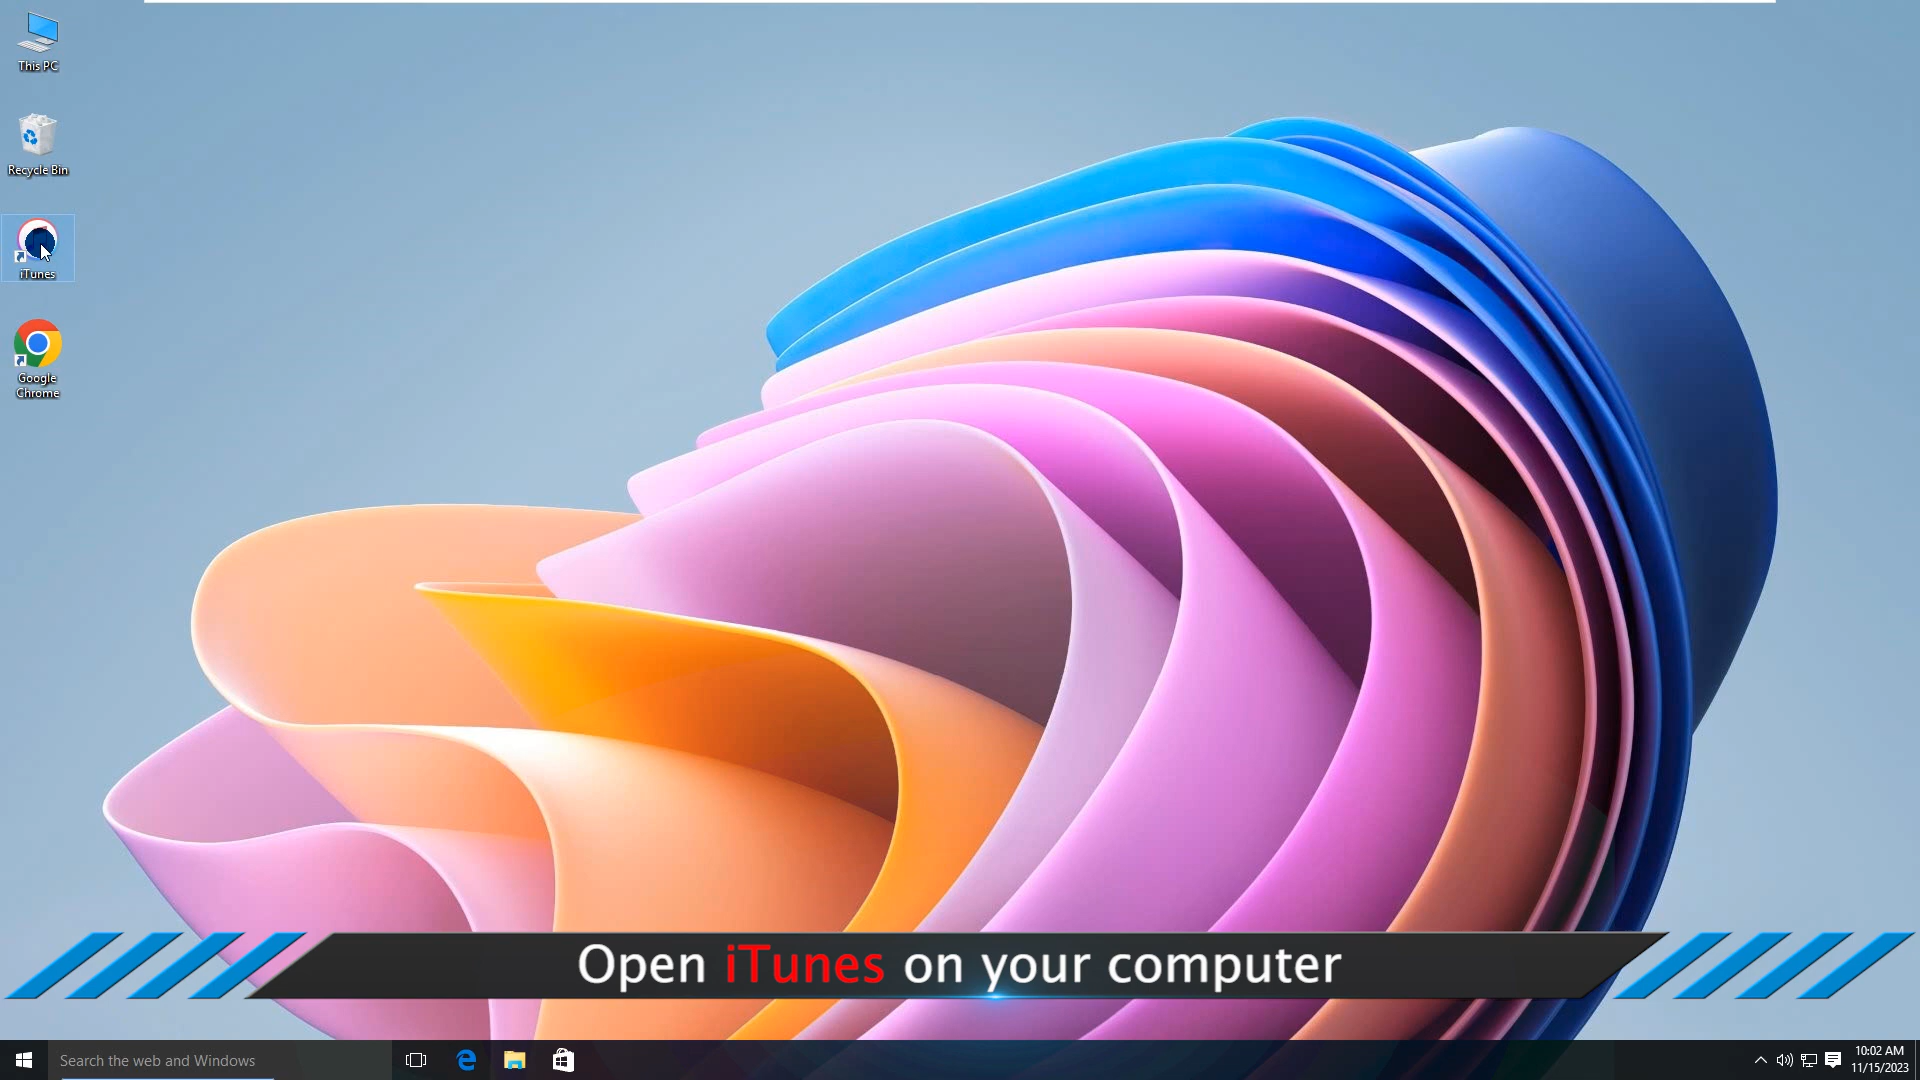 This PC
Recycle Bin
iTunes
Google
Chrome
Open iTunes on your computer
Search the web and Windows
10:02 AM
11/15/2023